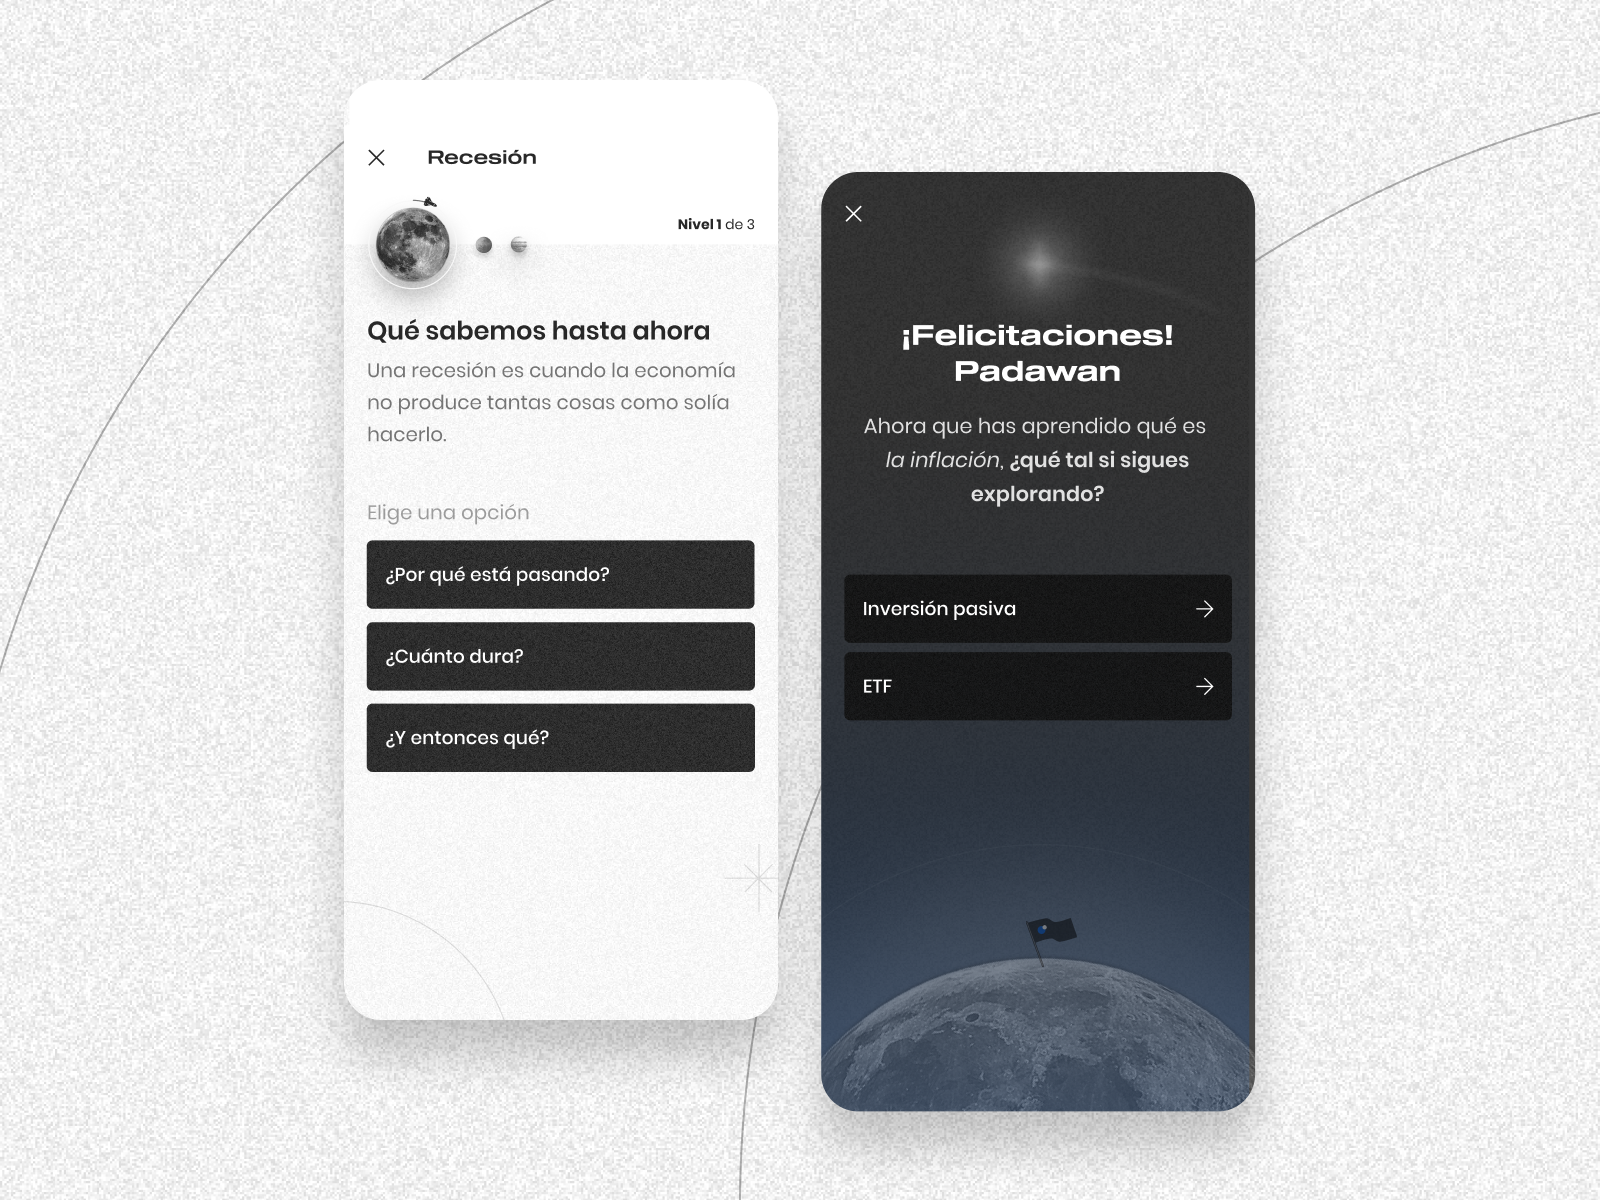 Recesión
Nivel 1 de 3
Qué sabemos hasta ahora
Una recesión es cuando la economía
no produce tantas cosas como solía
hacerlo.
Elige una opción
¿Por qué está pasando?
¿Cuánto dura?
¿Y entonces qué?
¡Felicitaciones!
Padawan
Ahora que has aprendido qué es
la inflación, ¿qué tal si sigues
explorando?
Inversión pasiva
ETF